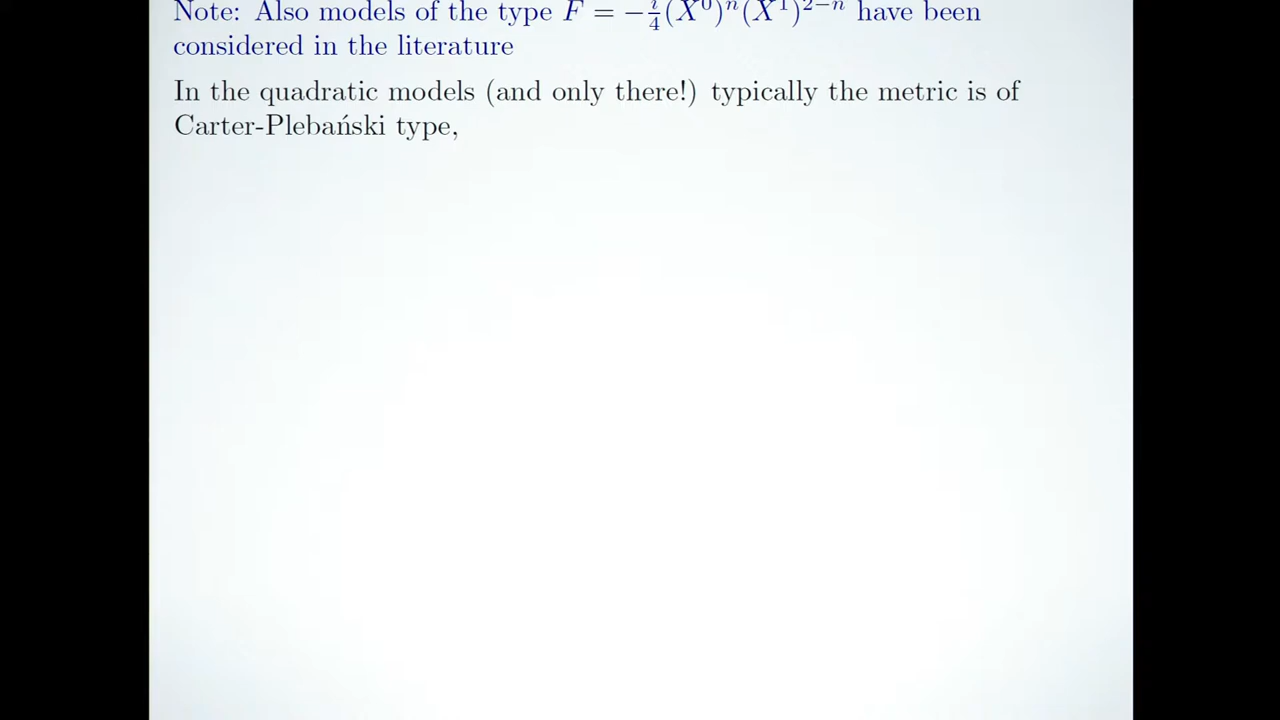 Note: Also models of the type $F = -\frac{i}{4}(X^0)^n(X^1)^{2-n}$ have been
considered in the literature
In the quadratic models (and only there!) typically the metric is of
Carter-Plebański type,